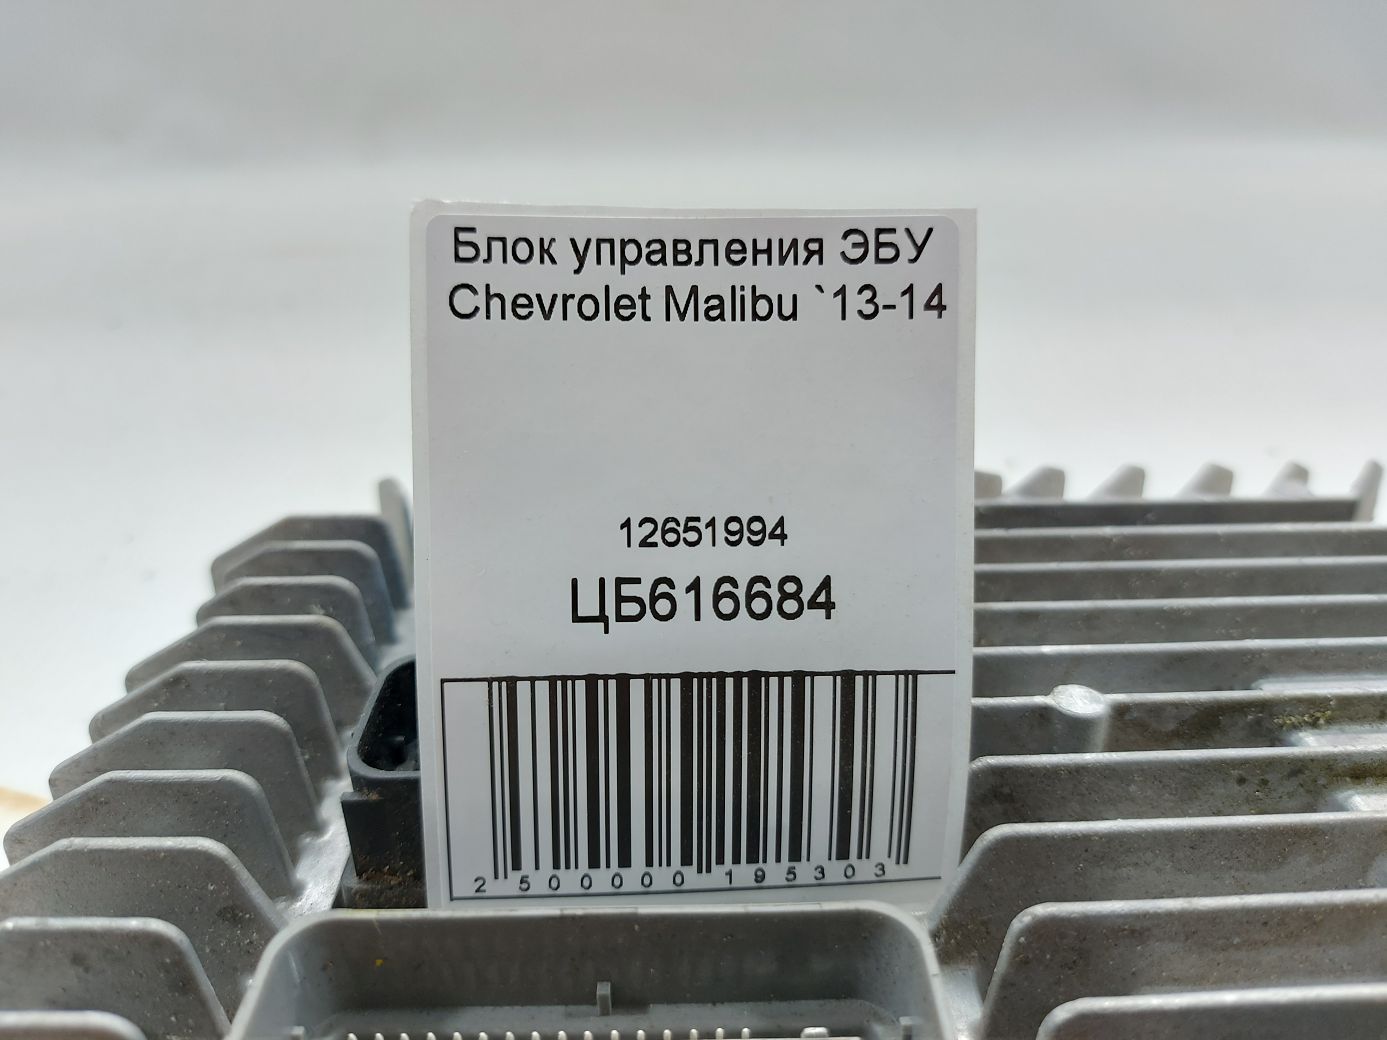 Блок управления ЭБУ
Chevrolet Malibu `13-14
12651994
ЦБ616684
2 500000 195303